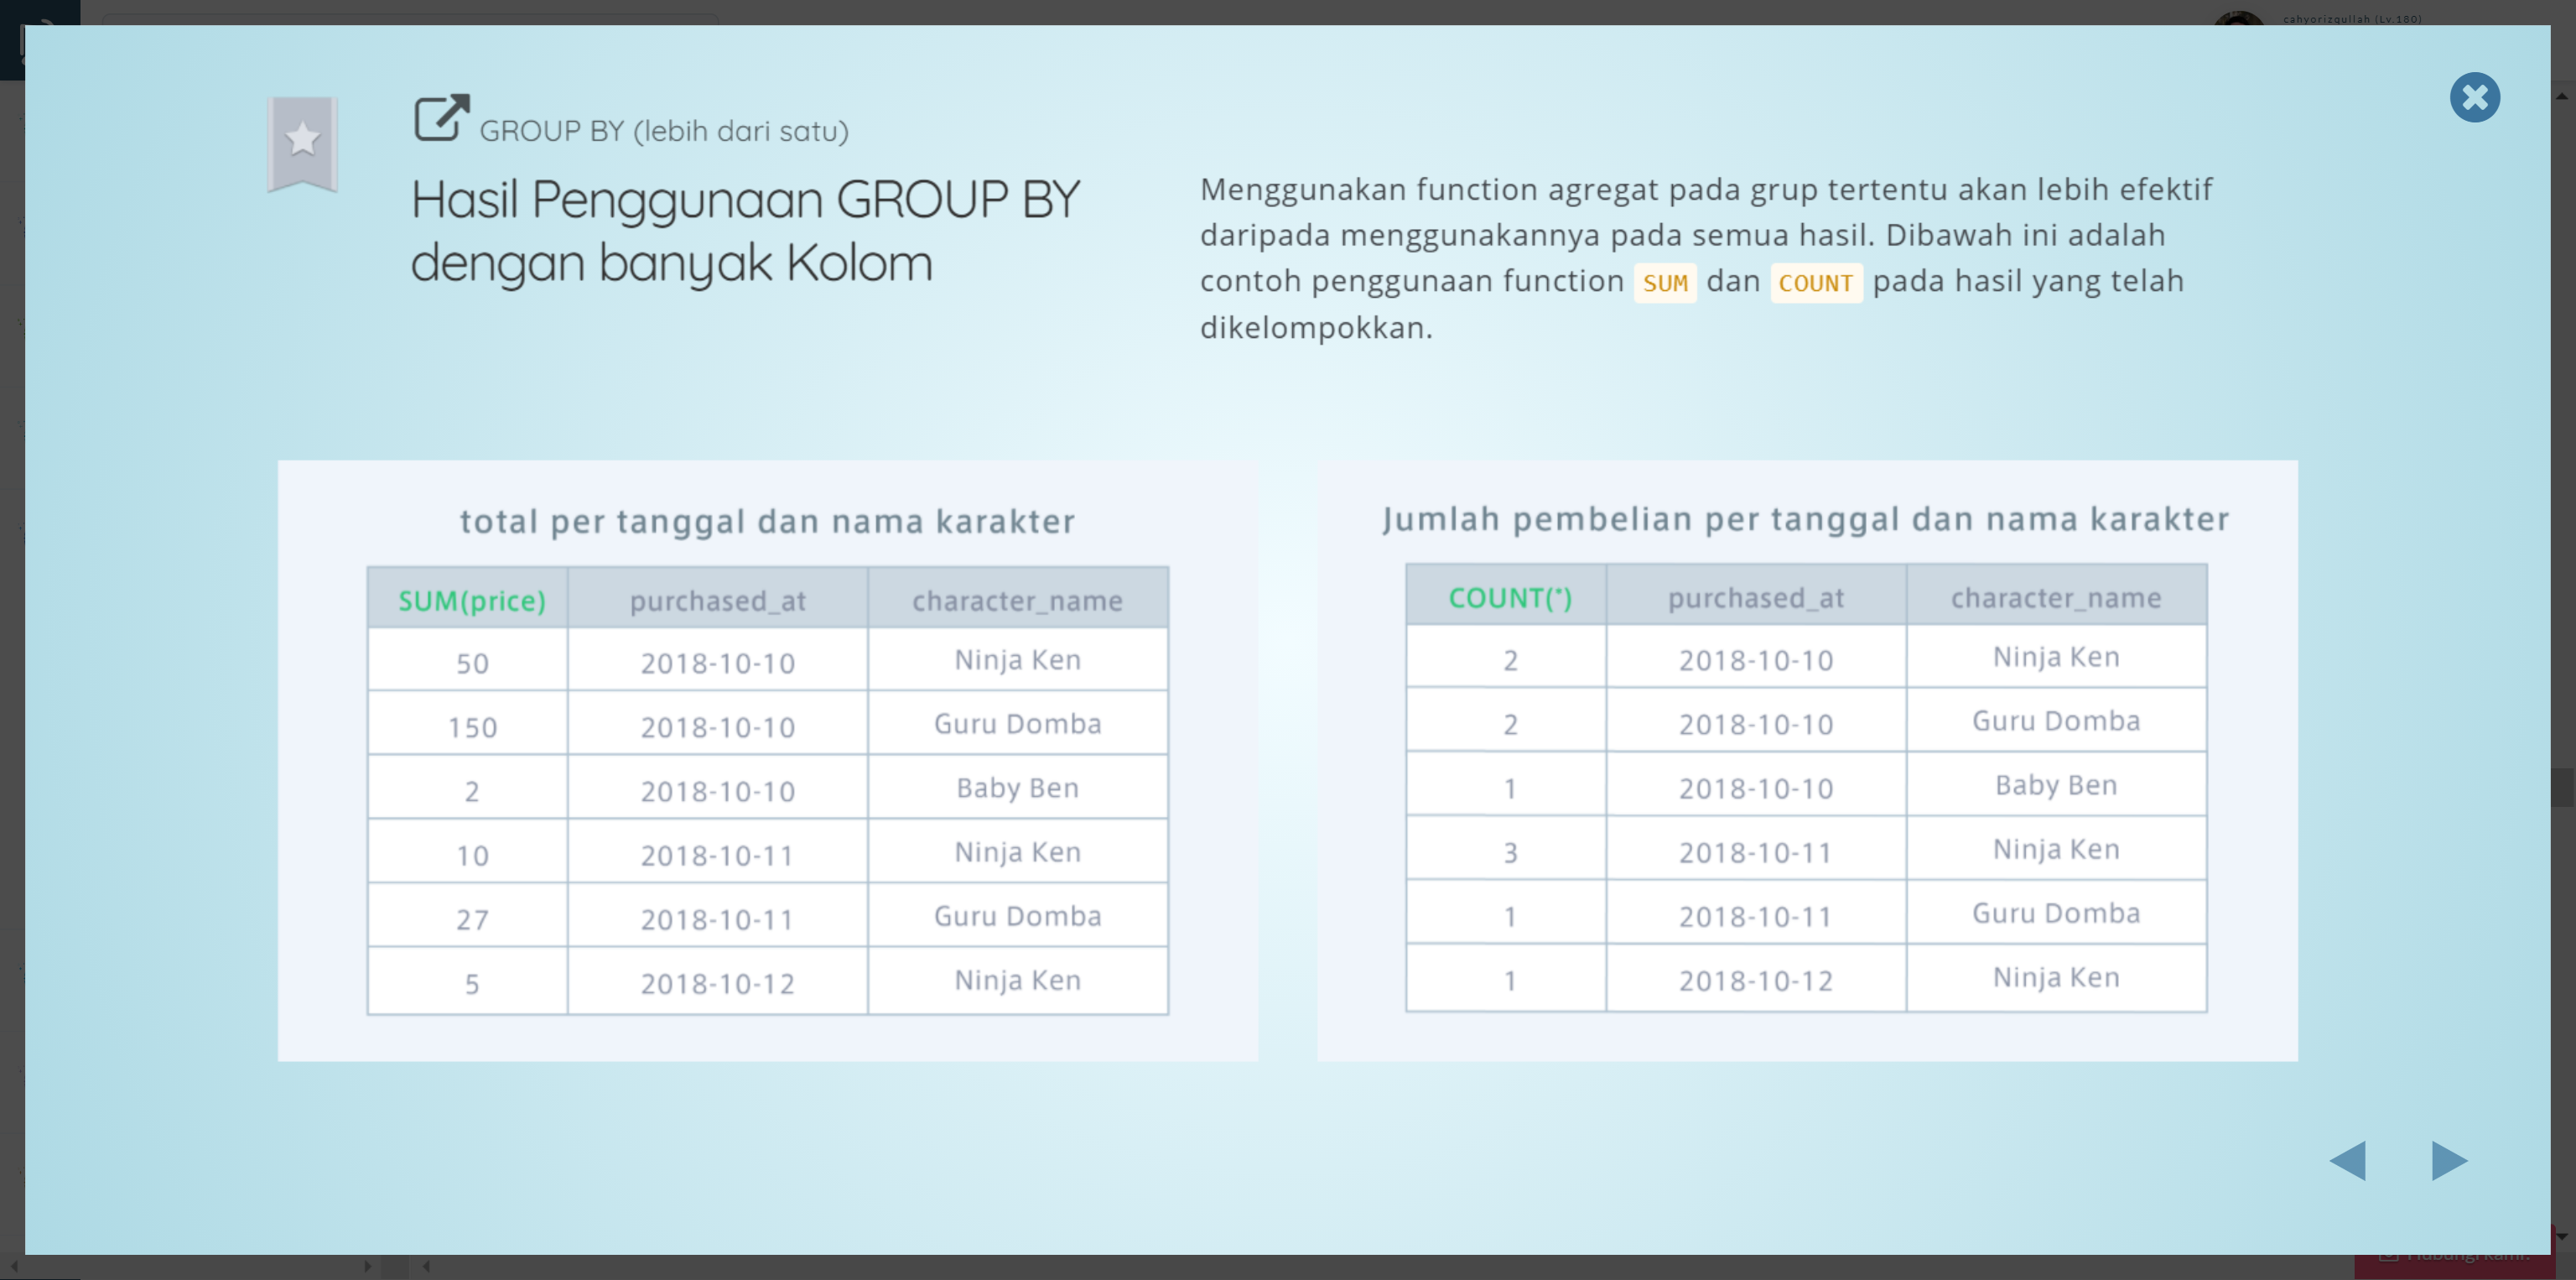 cahyorizqullah (Lv.180)
GROUP BY (lebih dari satu)
Hasil Penggunaan GROUP BY
dengan banyak Kolom
Menggunakan function agregat pada grup tertentu akan lebih efektif
daripada menggunakannya pada semua hasil. Dibawah ini adalah
contoh penggunaan function SUM dan COUNT pada hasil yang telah
dikelompokkan.
total per tanggal dan nama karakter
SUM(price) purchased_at character_name
50 2018-10-10 Ninja Ken
150 2018-10-10 Guru Domba
2 2018-10-10 Baby Ben
10 2018-10-11 Ninja Ken
27 2018-10-11 Guru Domba
5 2018-10-12 Ninja Ken
Jumlah pembelian per tanggal dan nama karakter
COUNT(*) purchased_at character_name
2 2018-10-10 Ninja Ken
2 2018-10-10 Guru Domba
1 2018-10-10 Baby Ben
3 2018-10-11 Ninja Ken
1 2018-10-11 Guru Domba
1 2018-10-12 Ninja Ken